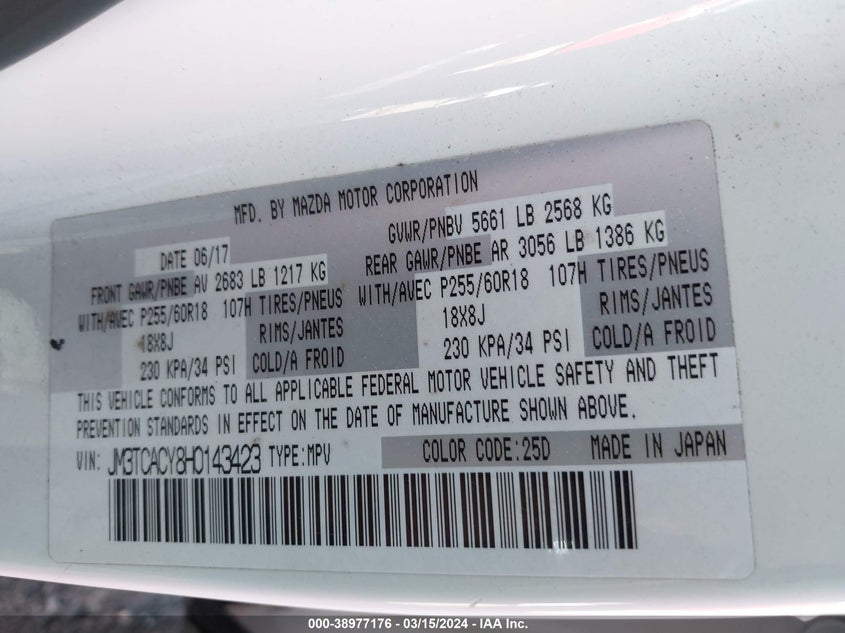 MFD. BY MAZDA MOTOR CORPORATION
DATE 06/17 GVWR/PNBV 5661 LB 2568 KG
FRONT GAWR/PNBE AV 2683 LB 1217 KG REAR GAWR/PNBE AR 3056 LB 1386 KG
WITH/AVEC P255/60R18 107H TIRES/PNEUS WITH/AVEC P255/60R18 107H TIRES/PNEUS
18X8J RIMS/JANTES 18X8J RIMS/JANTES
230 KPA/34 PSI COLD/A FROID 230 KPA/34 PSI COLD/A FROID
THIS VEHICLE CONFORMS TO ALL APPLICABLE FEDERAL MOTOR VEHICLE SAFETY AND THEFT
PREVENTION STANDARDS IN EFFECT ON THE DATE OF MANUFACTURE SHOWN ABOVE.
VIN: JM3TCACY8H0143423 TYPE:MPV COLOR CODE:25D MADE IN JAPAN
000-38977176 - 03/15/2024 - IAA Inc.